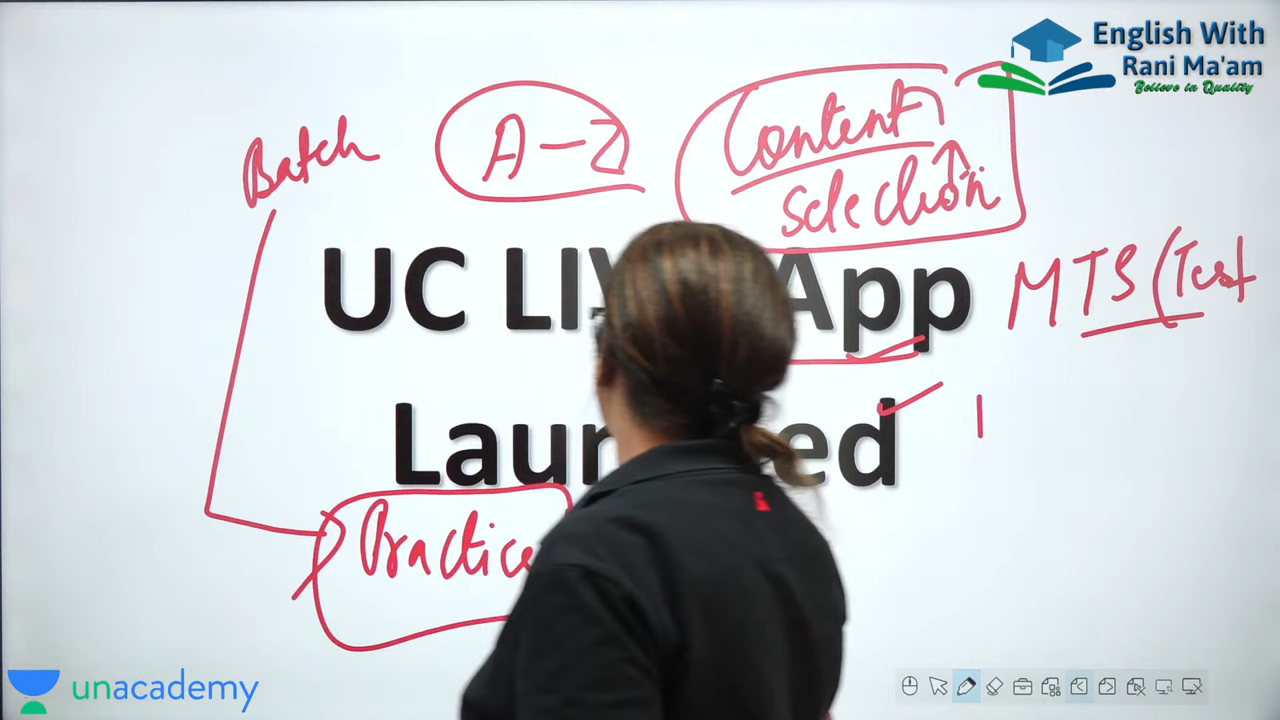 English With
Rani Ma'am
Believe in Quality
Batch
A-Z
Content
Selection
UC LIV App
MTS (Test
Laun ed
Practice
unacademy